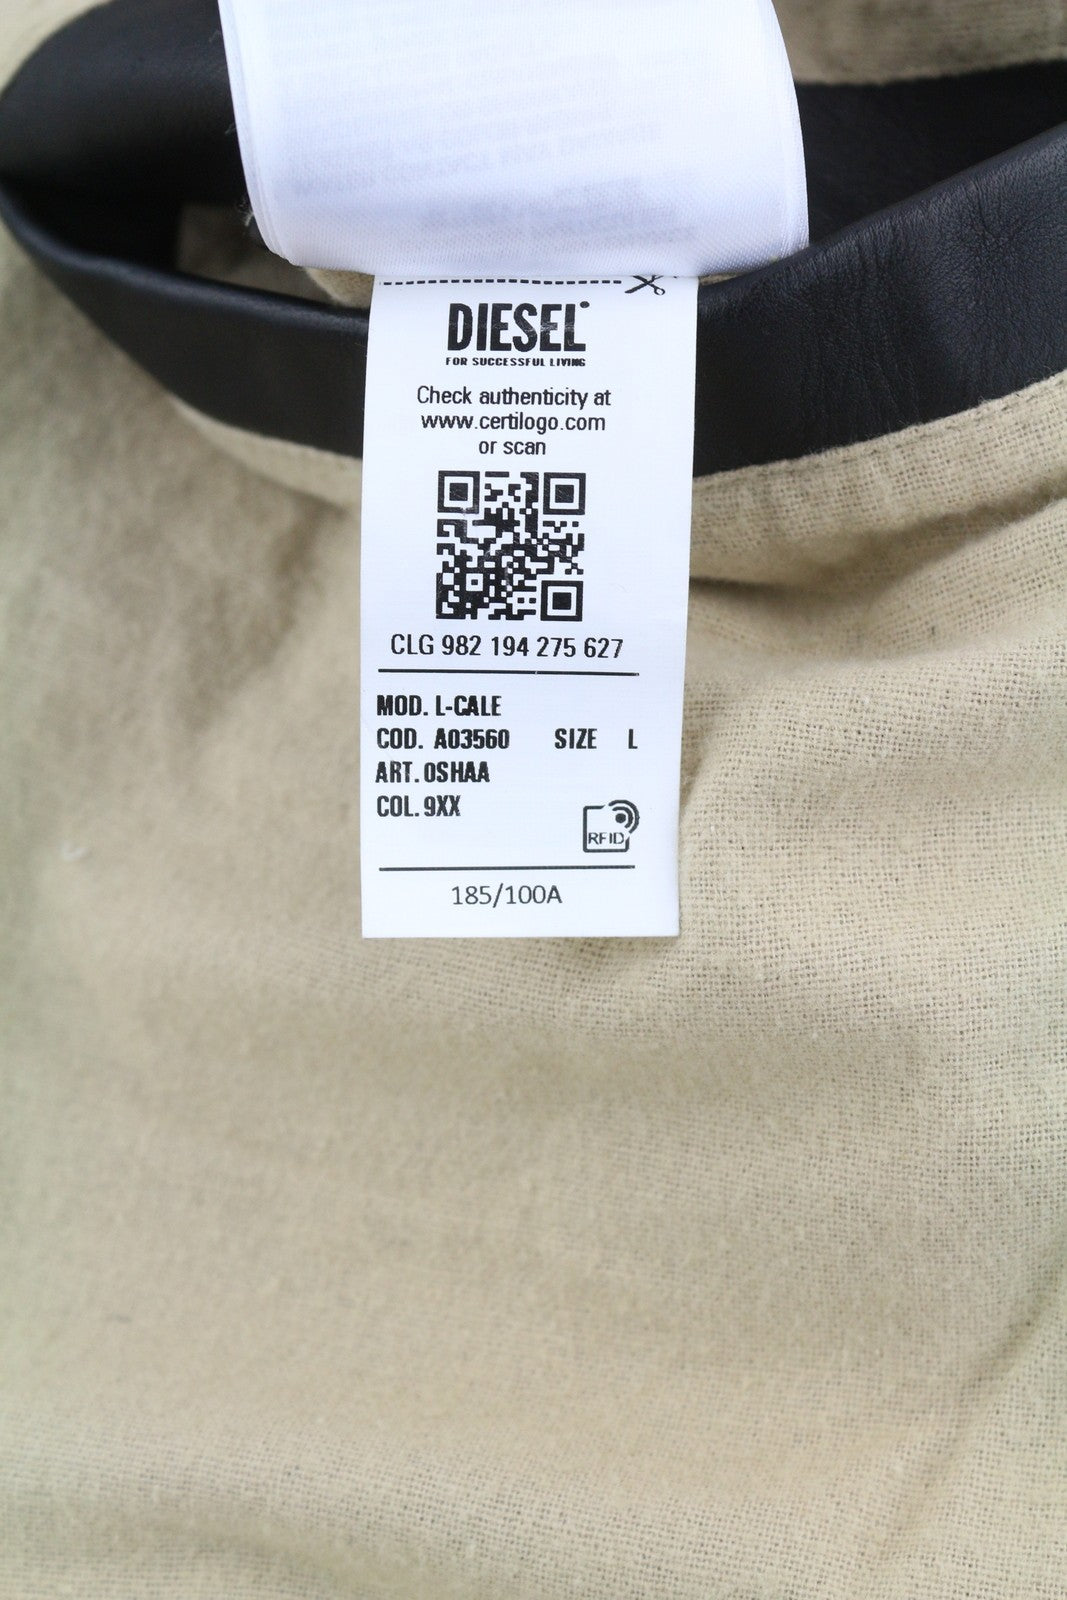 DIESEL
FOR SUCCESSFUL LIVING
Check authenticity at
www.certilogo.com
or scan
CLG 982 194 275 627
MOD. L-CALE
COD. A03560 SIZE L
ART. 0SHAA
COL. 9XX
RFID
185/100A